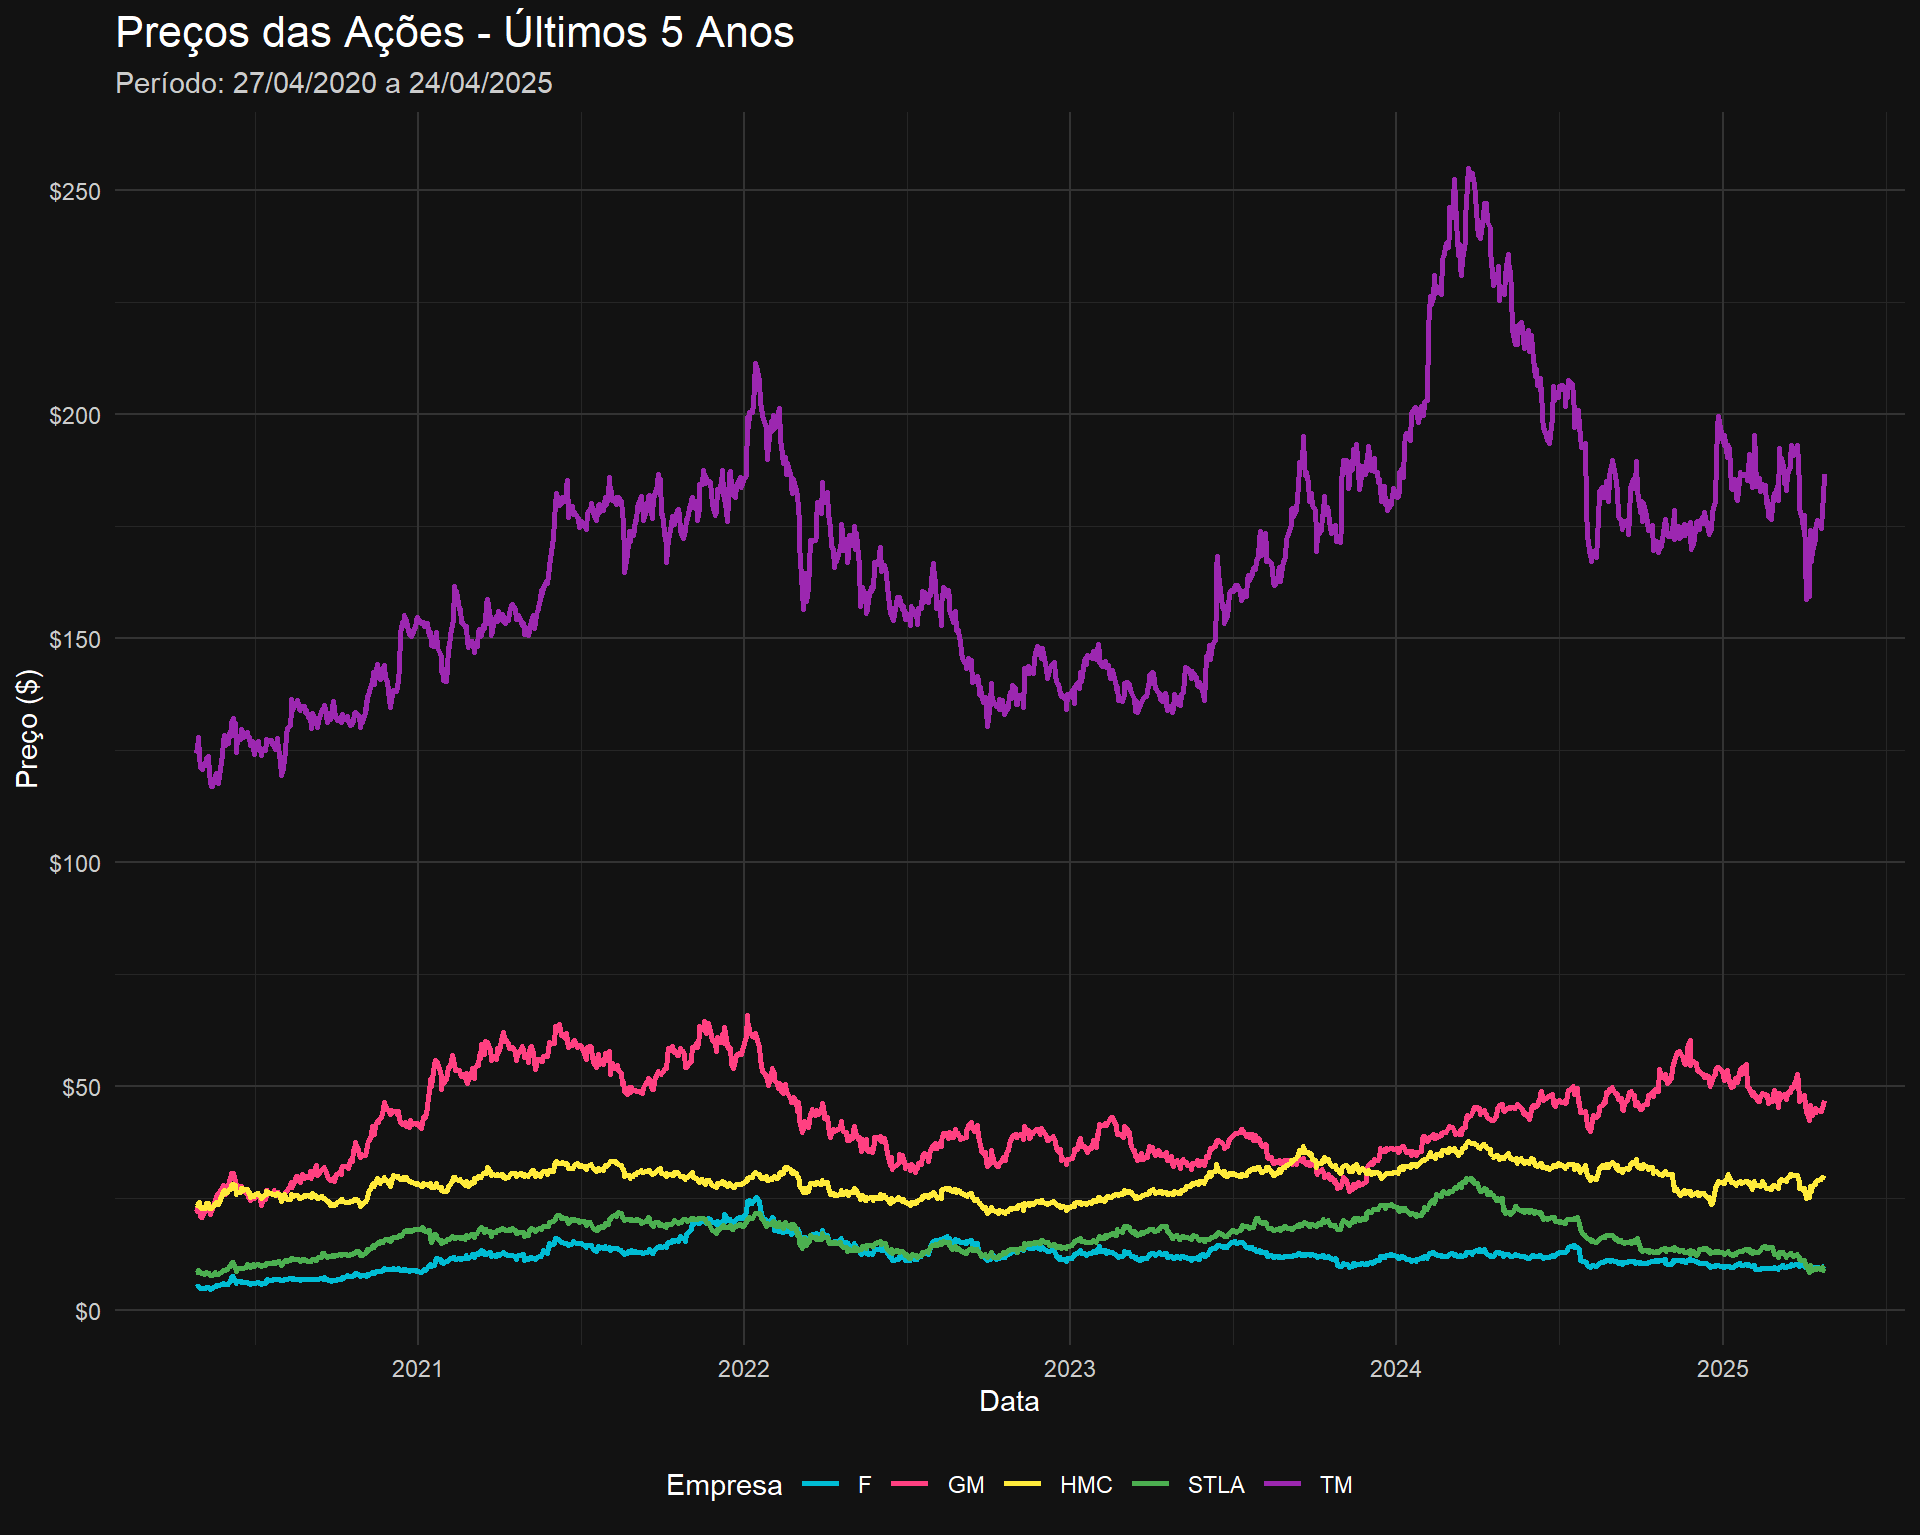 Preços das Ações - Últimos 5 Anos
Período: 27/04/2020 a 24/04/2025
$250
$200
$150
$100
$50
$0
Preço ($)
2021 2022 2023 2024 2025
Data
Empresa F GM HMC STLA TM